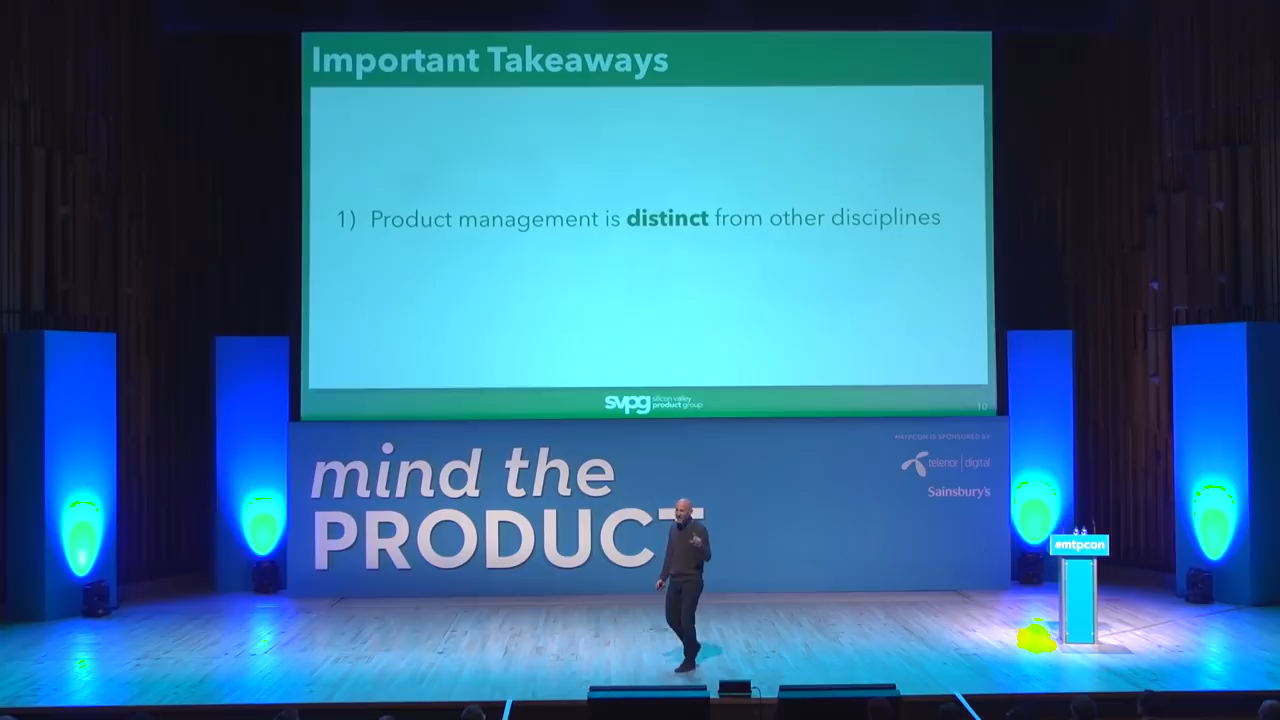 Important Takeaways
1) Product management is distinct from other disciplines
svpg silicon valley product group
10
mind the
PRODUCT
#MTPCON IS SPONSORED BY
telenor | digital
Sainsbury's
#mtpcon